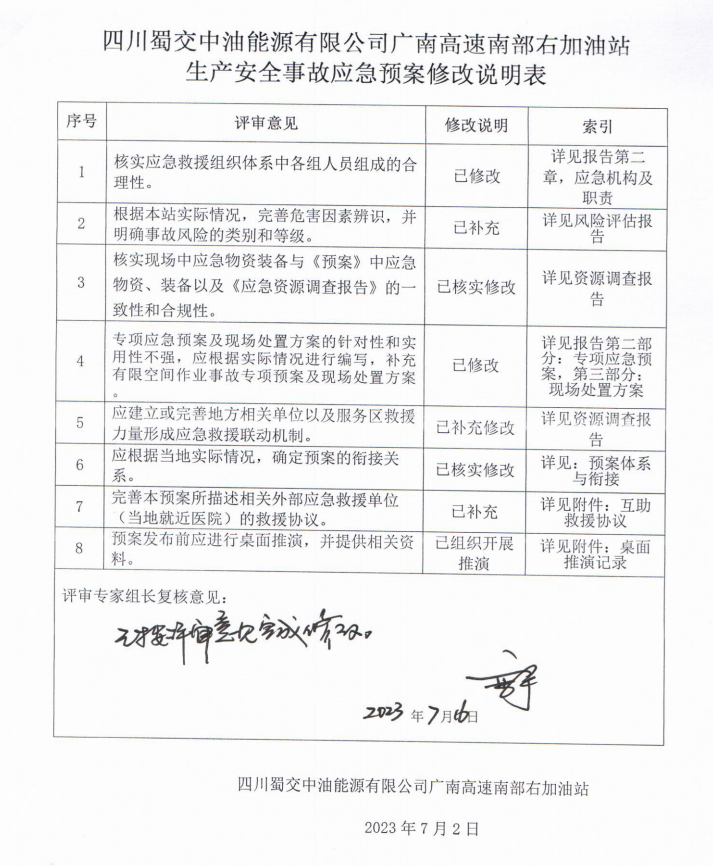 四川蜀交中油能源有限公司广南高速南部右加油站
生产安全事故应急预案修改说明表
序号 评审意见 修改说明 索引
1 核实应急救援组织体系中各组人员组成的合
理性。
已修改
详见报告第二
章，应急机构及
职责
2 根据本站实际情况，完善危害因素辨识，并
明确事故风险的类别和等级。
已补充
详见风险评估报
告
3 核实现场中应急物资装备与《预案》中应急
物资、装备以及《应急资源调查报告》的一
致性和合规性。
已核实修改
详见资源调查报
告
4 专项应急预案及现场处置方案的针对性和实
用性不强，应根据实际情况进行编写，补充
有限空间作业事故专项预案及现场处置方案
。
已修改
详见报告第二部
分：专项应急预
案，第三部分：
现场处置方案
5 应建立或完善地方相关单位以及服务区救援
力量形成应急救援联动机制。
已补充修改
详见资源调查报
告
6 应根据当地实际情况，确定预案的衔接关
系。
已核实修改
详见：预案体系
与衔接
7 完善本预案所描述相关外部应急救援单位
（当地就近医院）的救援协议。
已补充
详见附件：互助
救援协议
8 预案发布前应进行桌面推演，并提供相关资
料。
已组织开展
推演
详见附件：桌面
推演记录
评审专家组长复核意见：
已按评审意见完成修改。
2023 年 7 月 日
四川蜀交中油能源有限公司广南高速南部右加油站
2023 年 7 月 2 日